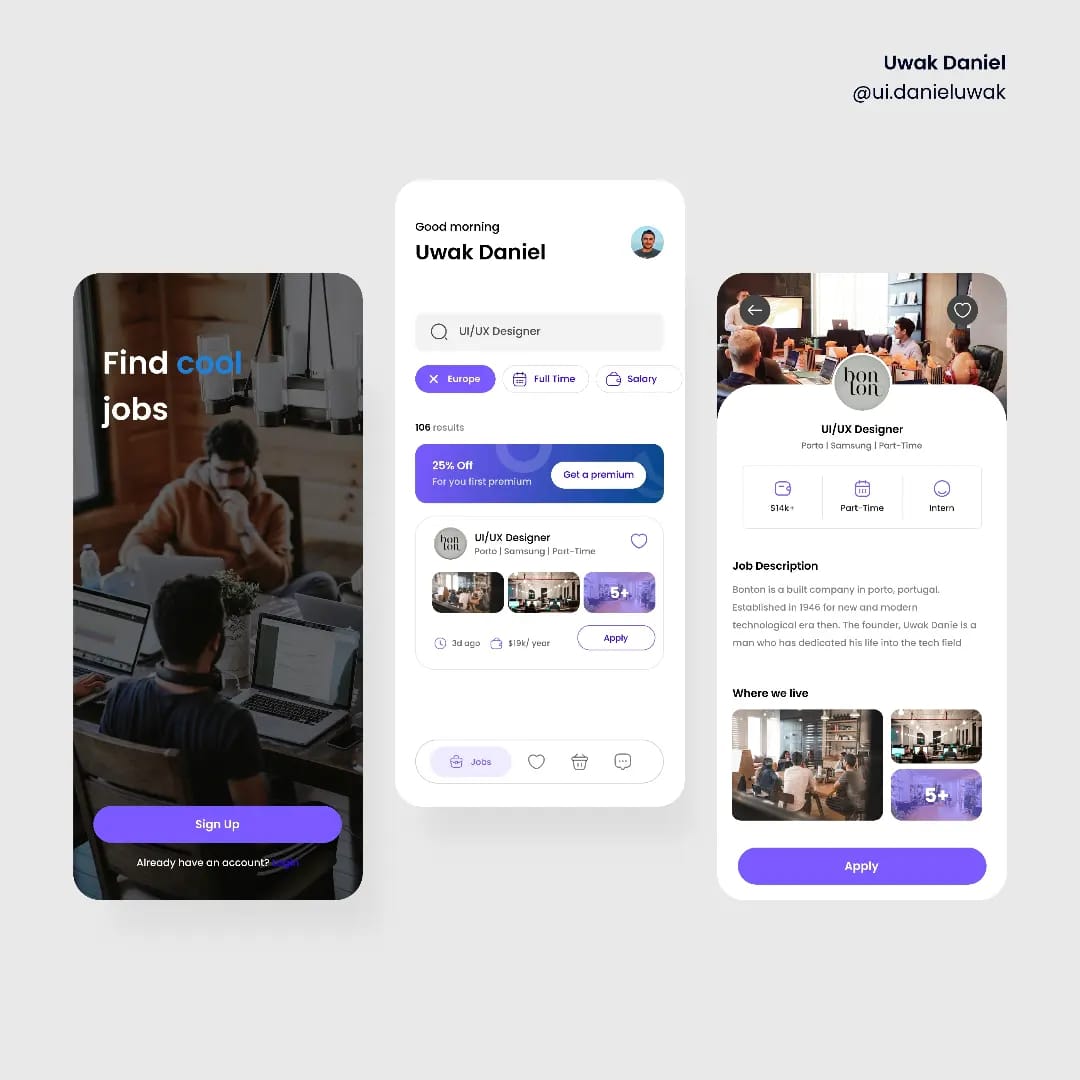 Uwak Daniel
@ui.danieluwak
Find cool
jobs
Sign Up
Already have an account? Login
Good morning
Uwak Daniel
UI/UX Designer
Europe
Full Time
Salary
106 results
25% Off
For you first premium
Get a premium
bon
ton.
UI/UX Designer
Porto | Samsung | Part-Time
5+
3d ago
$19k/ year
Apply
Jobs
bon
ton.
UI/UX Designer
Porto | Samsung | Part-Time
$14k+
Part-Time
Intern
Job Description
Bonton is a built company in porto, portugal.
Established in 1946 for new and modern
technological era then. The founder, Uwak Danie is a
man who has dedicated his life into the tech field
Where we live
5+
Apply